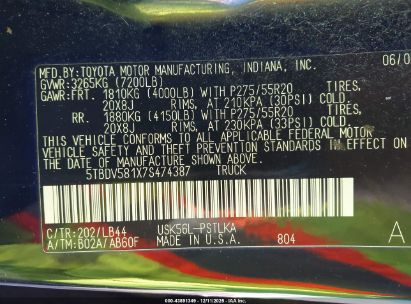 MFD.BY:TOYOTA MOTOR MANUFACTURING, INDIANA, INC. 06/0
GVWR:3265KG (7200LB)
GAWR:FRT. 1810KG (4000LB) WITH P275/55R20 TIRES,
20X8J RIMS, AT 210KPA (30PSI) COLD.
RR. 1880KG (4150LB) WITH P275/55R20 TIRES,
20X8J RIMS, AT 230KPA (33PSI) COLD.
THIS VEHICLE CONFORMS TO ALL APPLICABLE FEDERAL MOTOR
VEHICLE SAFETY AND THEFT PREVENTION STANDARDS IN EFFECT ON
THE DATE OF MANUFACTURE SHOWN ABOVE.
5TBDV581X7S474387 TRUCK
C/TR:202/LB44 USK56L-PSTLKA
A/TM:B02A/AB60F MADE IN U.S.A. 804 A